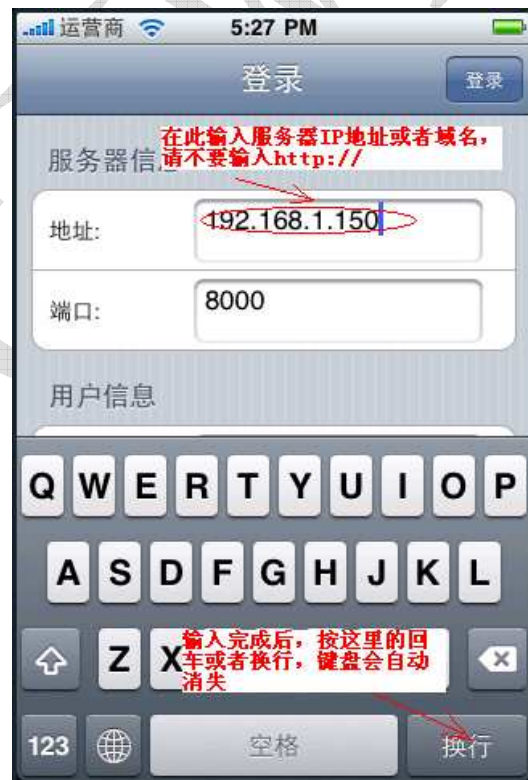 运营商 5:27 PM
登录 登录
在此输入服务器IP地址或者域名，
请不要输入http://
服务器信
地址: 192.168.1.150
端口: 8000
用户信息
Q W E R T Y U I O P
A S D F G H J K L
Z X
输入完成后，按这里的回
车或者换行，键盘会自动
消失
123 空格 换行